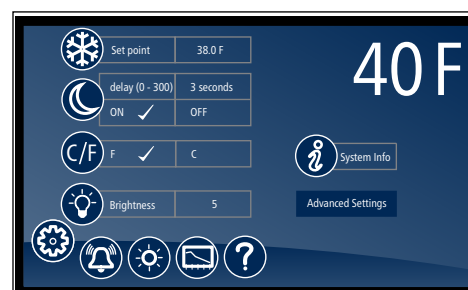 Set point 38.0 F
40 F
delay (0 - 300) 3 seconds
ON ✓ OFF
C/F F ✓ C
System Info
Brightness 5
Advanced Settings
?